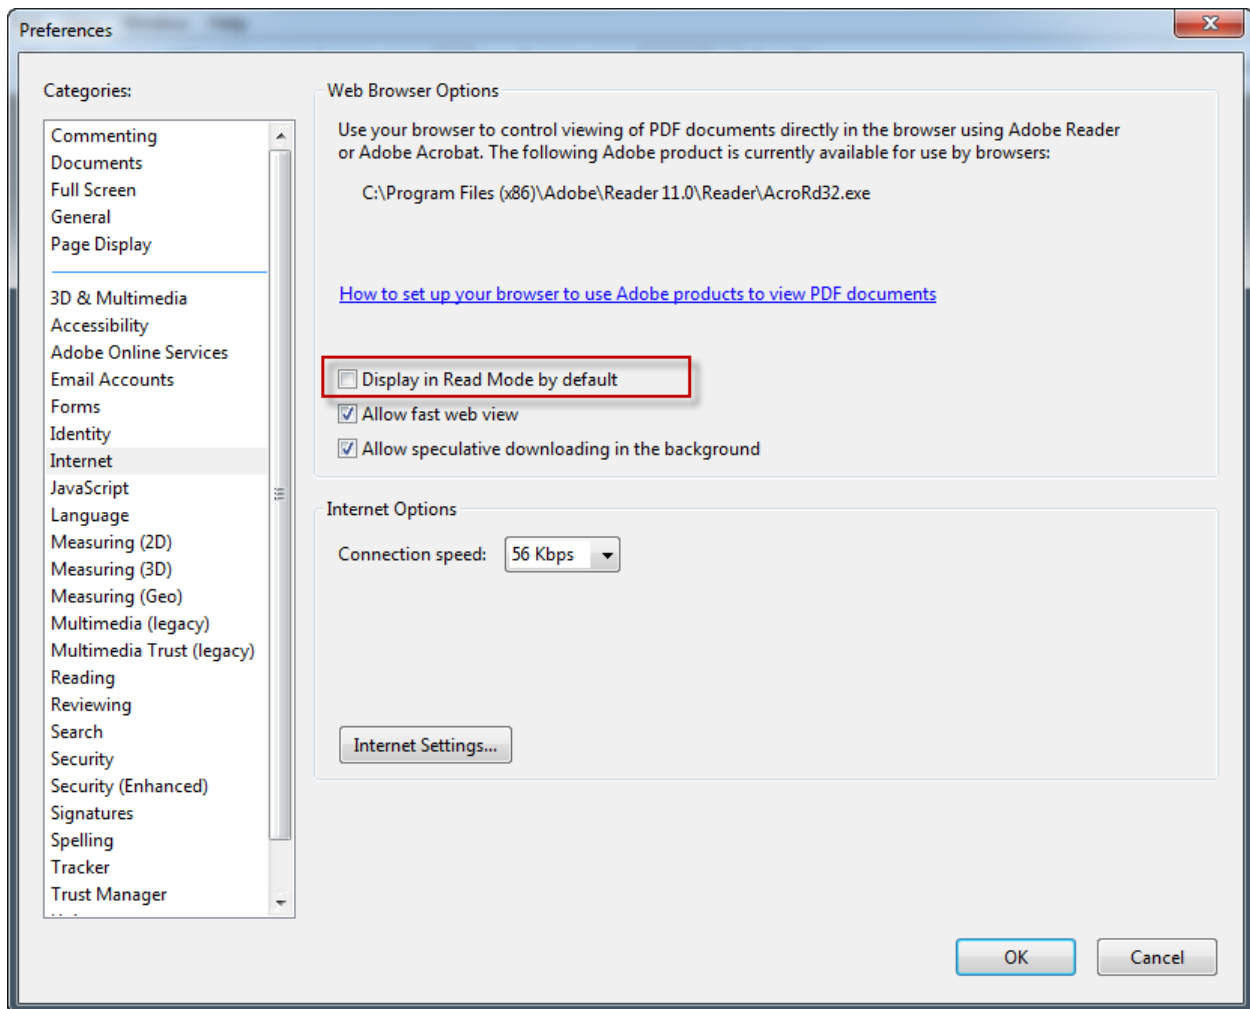 Preferences
Window Help
Categories:
Commenting
Documents
Full Screen
General
Page Display
3D & Multimedia
Accessibility
Adobe Online Services
Email Accounts
Forms
Identity
Internet
JavaScript
Language
Measuring (2D)
Measuring (3D)
Measuring (Geo)
Multimedia (legacy)
Multimedia Trust (legacy)
Reading
Reviewing
Search
Security
Security (Enhanced)
Signatures
Spelling
Tracker
Trust Manager
Web Browser Options
Use your browser to control viewing of PDF documents directly in the browser using Adobe Reader
or Adobe Acrobat. The following Adobe product is currently available for use by browsers:
C:\Program Files (x86)\Adobe\Reader 11.0\Reader\AcroRd32.exe
How to set up your browser to use Adobe products to view PDF documents
Display in Read Mode by default
Allow fast web view
Allow speculative downloading in the background
Internet Options
Connection speed: 56 Kbps
Internet Settings...
OK
Cancel